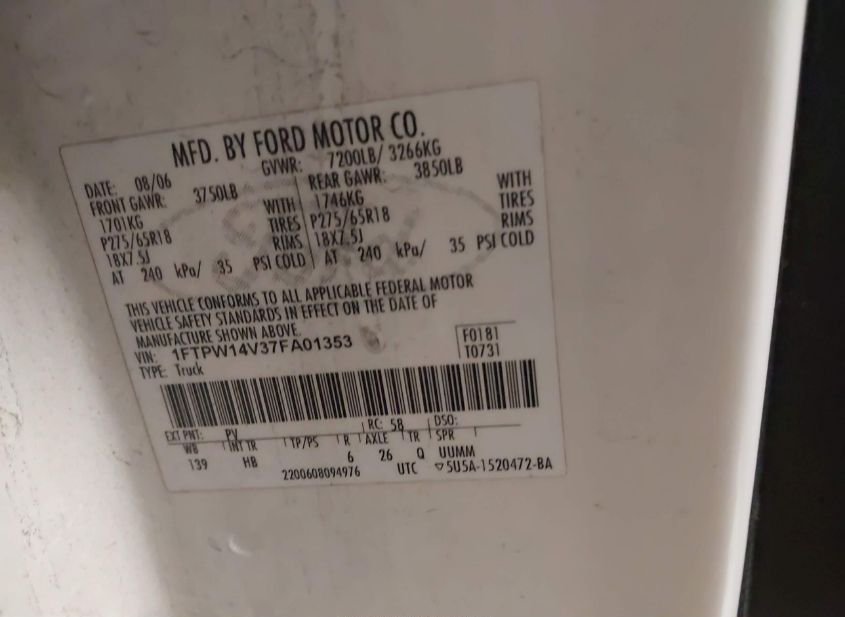 MFD. BY FORD MOTOR CO.
DATE: 08/06 GVWR: 7200LB/ 3266KG
FRONT GAWR: 3750LB REAR GAWR: 3850LB
1701KG WITH 1746KG WITH
P275/65R18 TIRES P275/65R18 TIRES
18X7.5J RIMS 18X7.5J RIMS
AT 240 kPa/ 35 PSI COLD AT 240 kPa/ 35 PSI COLD
THIS VEHICLE CONFORMS TO ALL APPLICABLE FEDERAL MOTOR
VEHICLE SAFETY STANDARDS IN EFFECT ON THE DATE OF
MANUFACTURE SHOWN ABOVE.
VIN: 1FTPW14V37FA01353 F0181
TYPE: Truck T0731
EXT PNT: PV RC: 58 DSO:
WB INT TR TP/PS R AXLE TR SPR
139 HB 6 26 Q UUMM
2200608094976 UTC ▽5U5A-1520472-BA